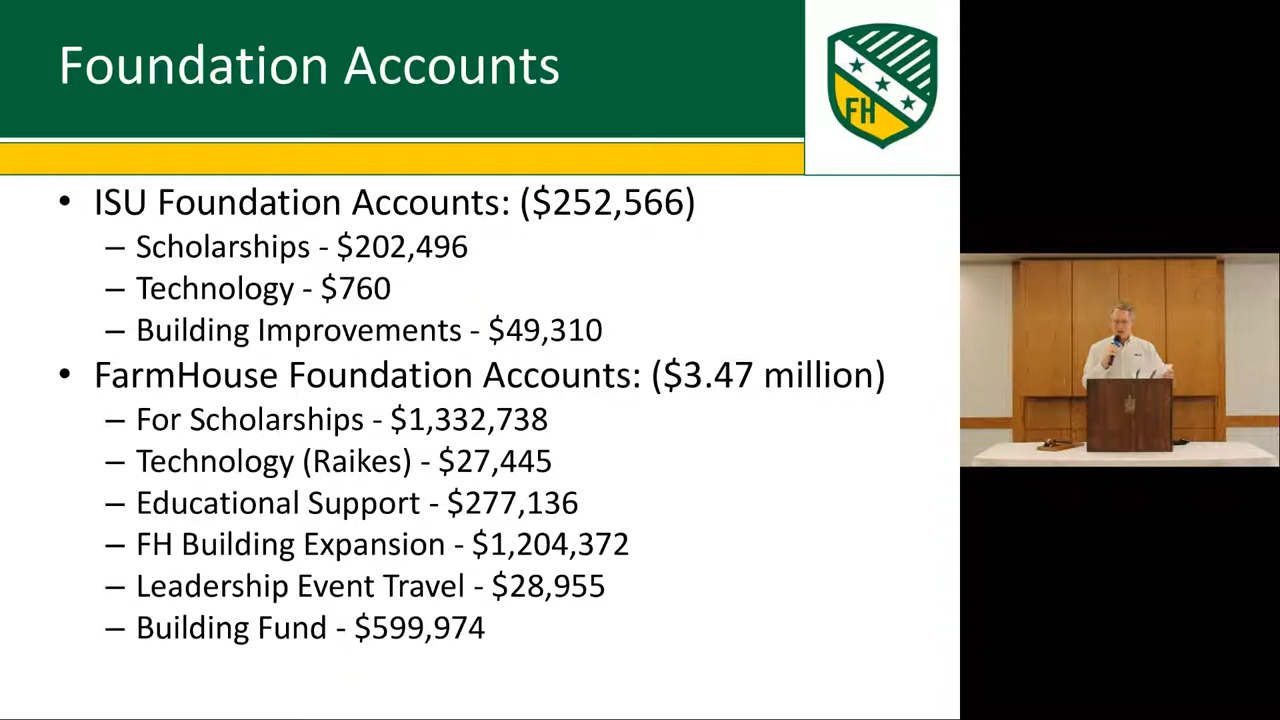 Foundation Accounts
FH
• ISU Foundation Accounts: ($252,566)
– Scholarships - $202,496
– Technology - $760
– Building Improvements - $49,310
• FarmHouse Foundation Accounts: ($3.47 million)
– For Scholarships - $1,332,738
– Technology (Raikes) - $27,445
– Educational Support - $277,136
– FH Building Expansion - $1,204,372
– Leadership Event Travel - $28,955
– Building Fund - $599,974